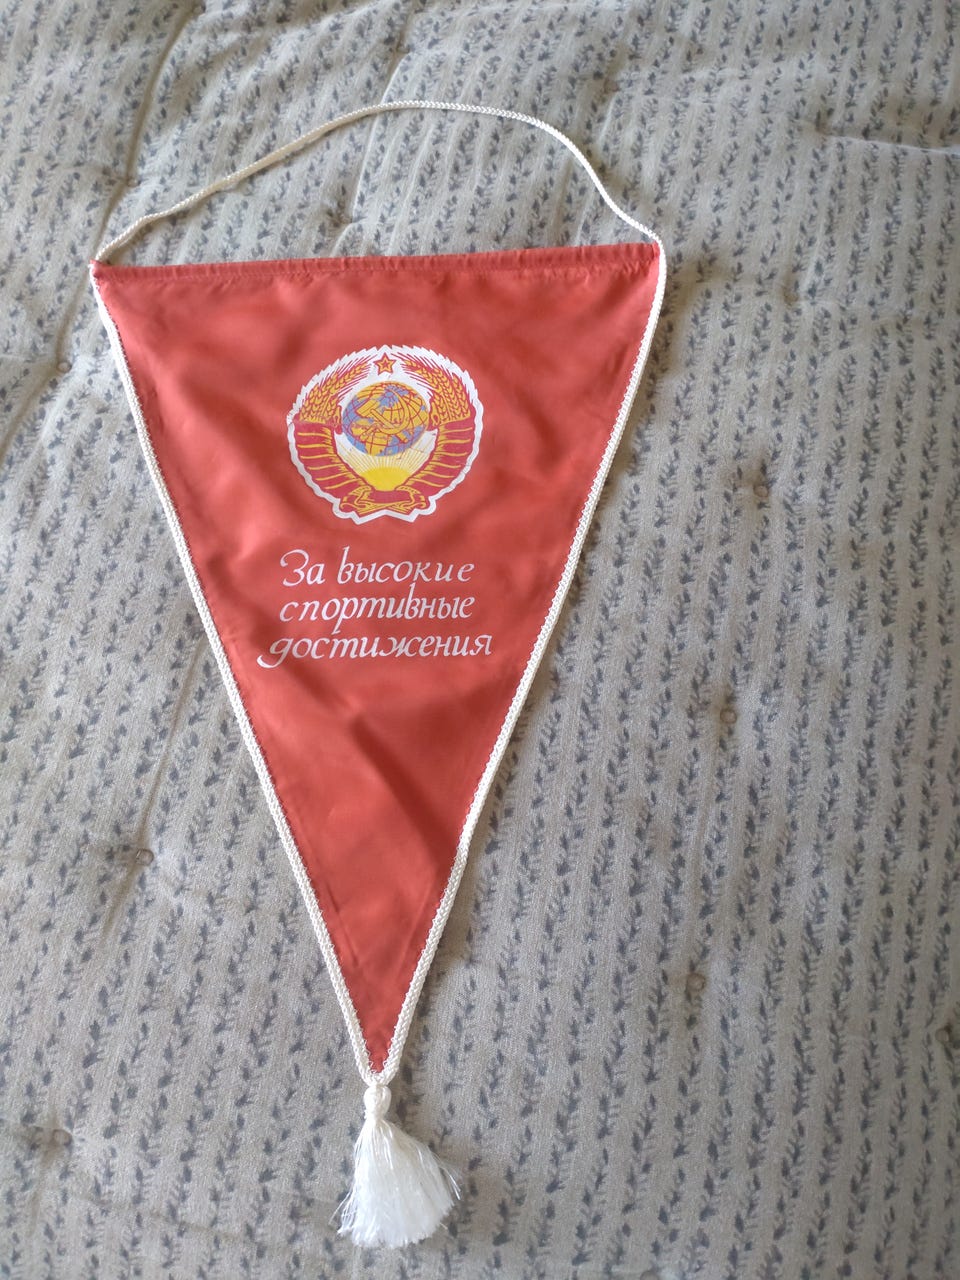 За высокие
спортивные
достижения